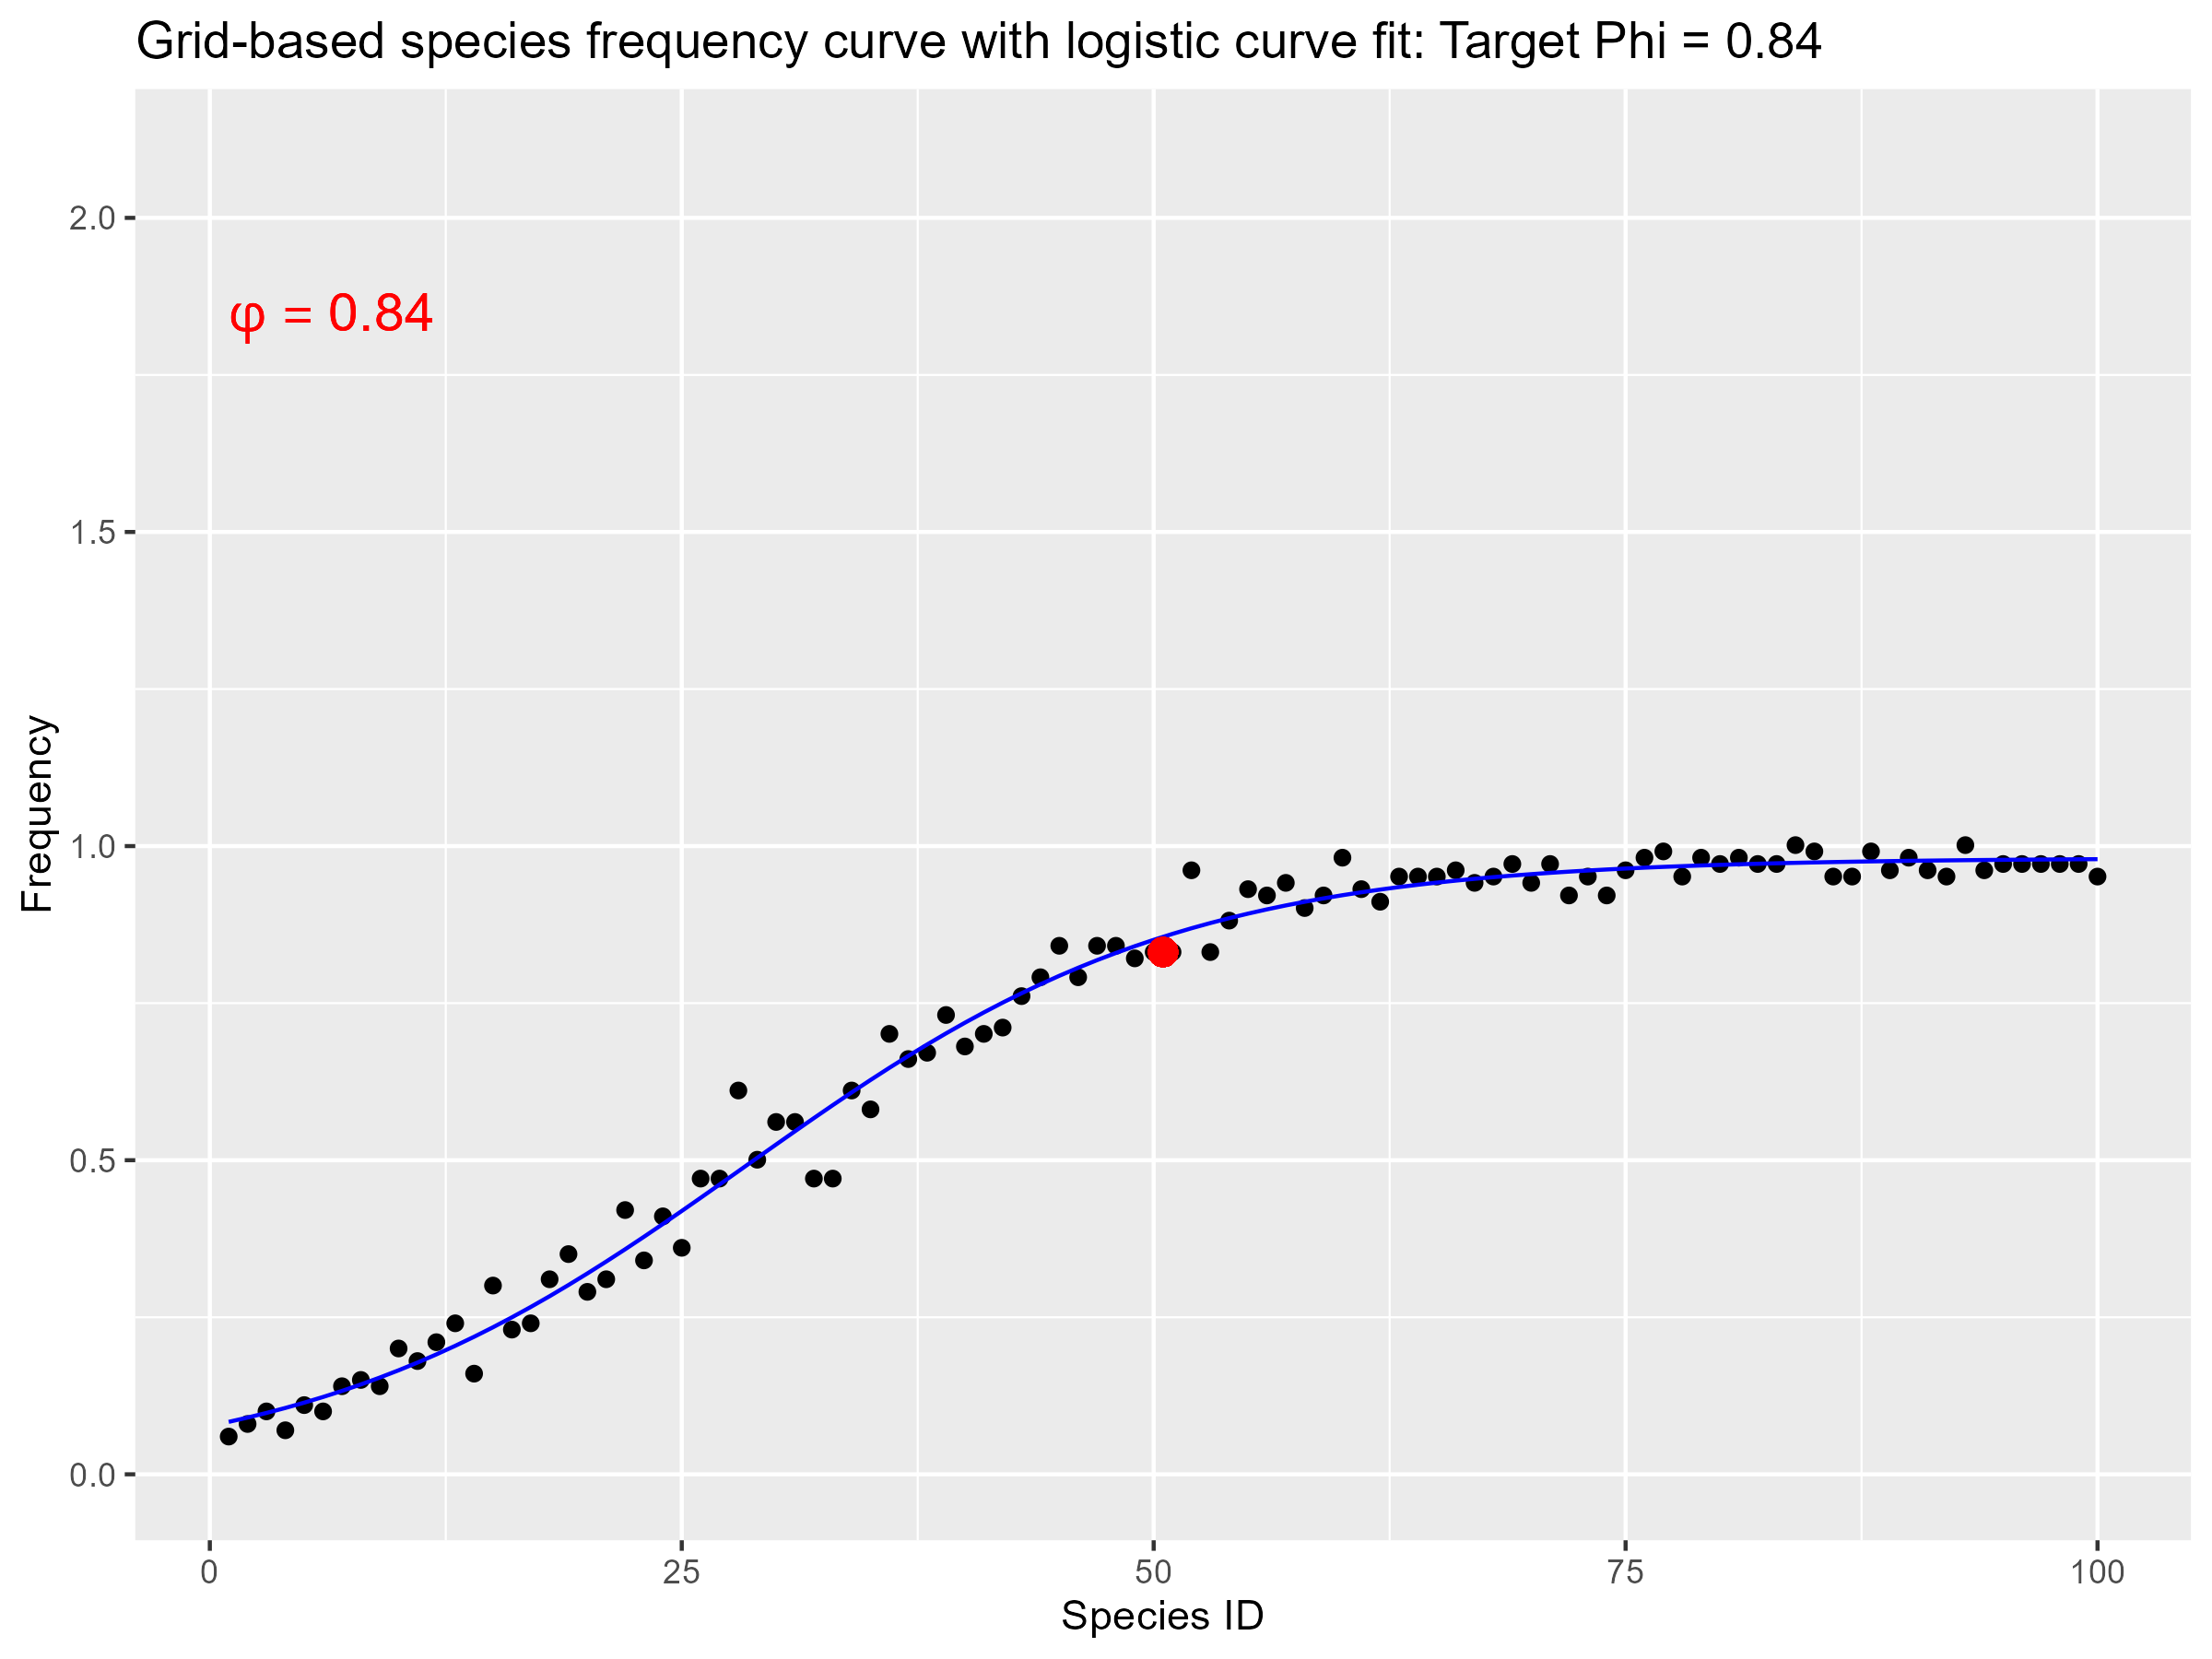 Grid-based species frequency curve with logistic curve fit: Target Phi = 0.84
φ = 0.84
2.0
1.5
1.0
0.5
0.0
Frequency
0 25 50 75 100
Species ID